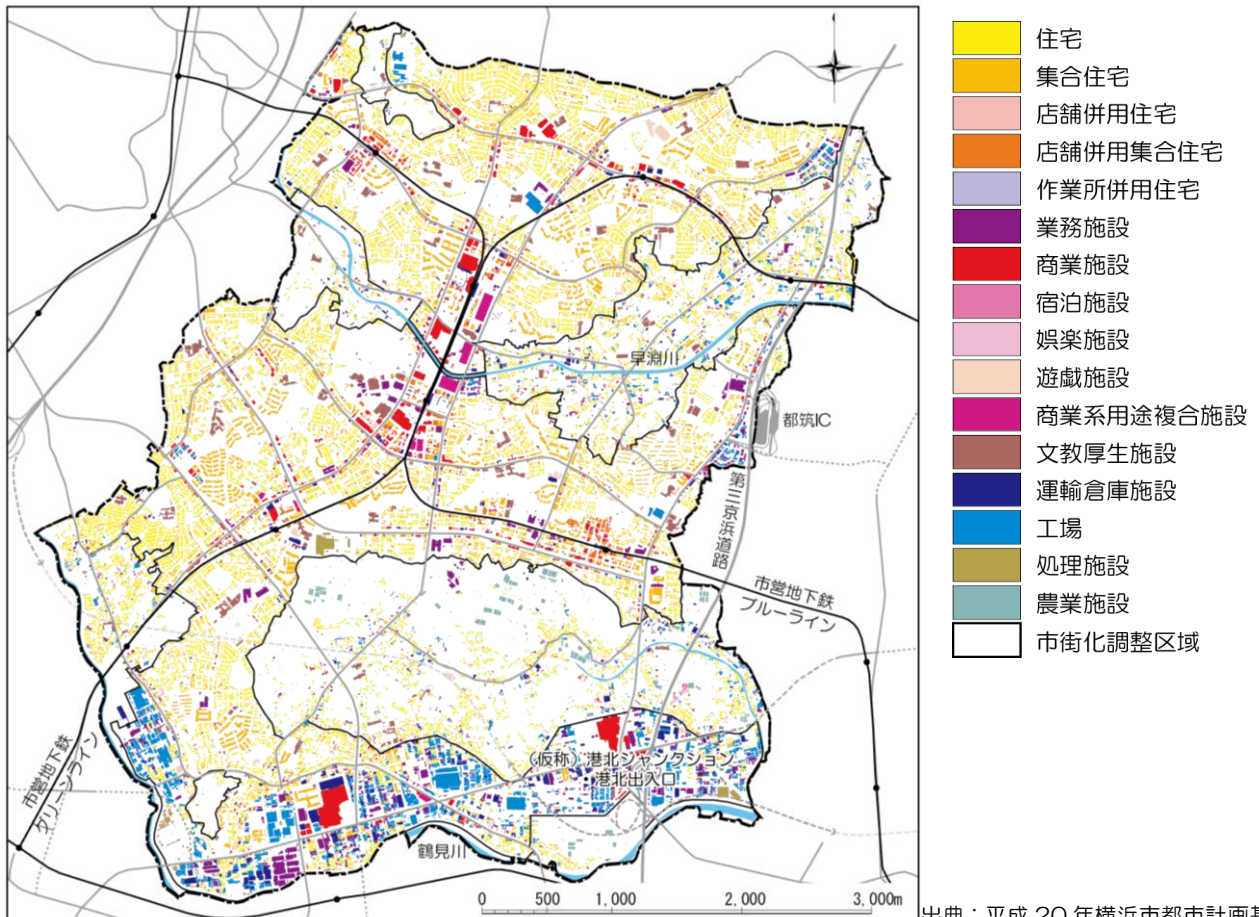 住宅
集合住宅
店舗併用住宅
店舗併用集合住宅
作業所併用住宅
業務施設
商業施設
宿泊施設
娯楽施設
遊戯施設
商業系用途複合施設
文教厚生施設
運輸倉庫施設
工場
処理施設
農業施設
市街化調整区域
早淵川
都筑IC
第三京浜道路
市営地下鉄
ブルーライン
(仮称)港北ジャンクション
港北出入口
市営地下鉄
グリーンライン
鶴見川
0 500 1,000 2,000 3,000m
出典:平成 20 年横浜市都市計画